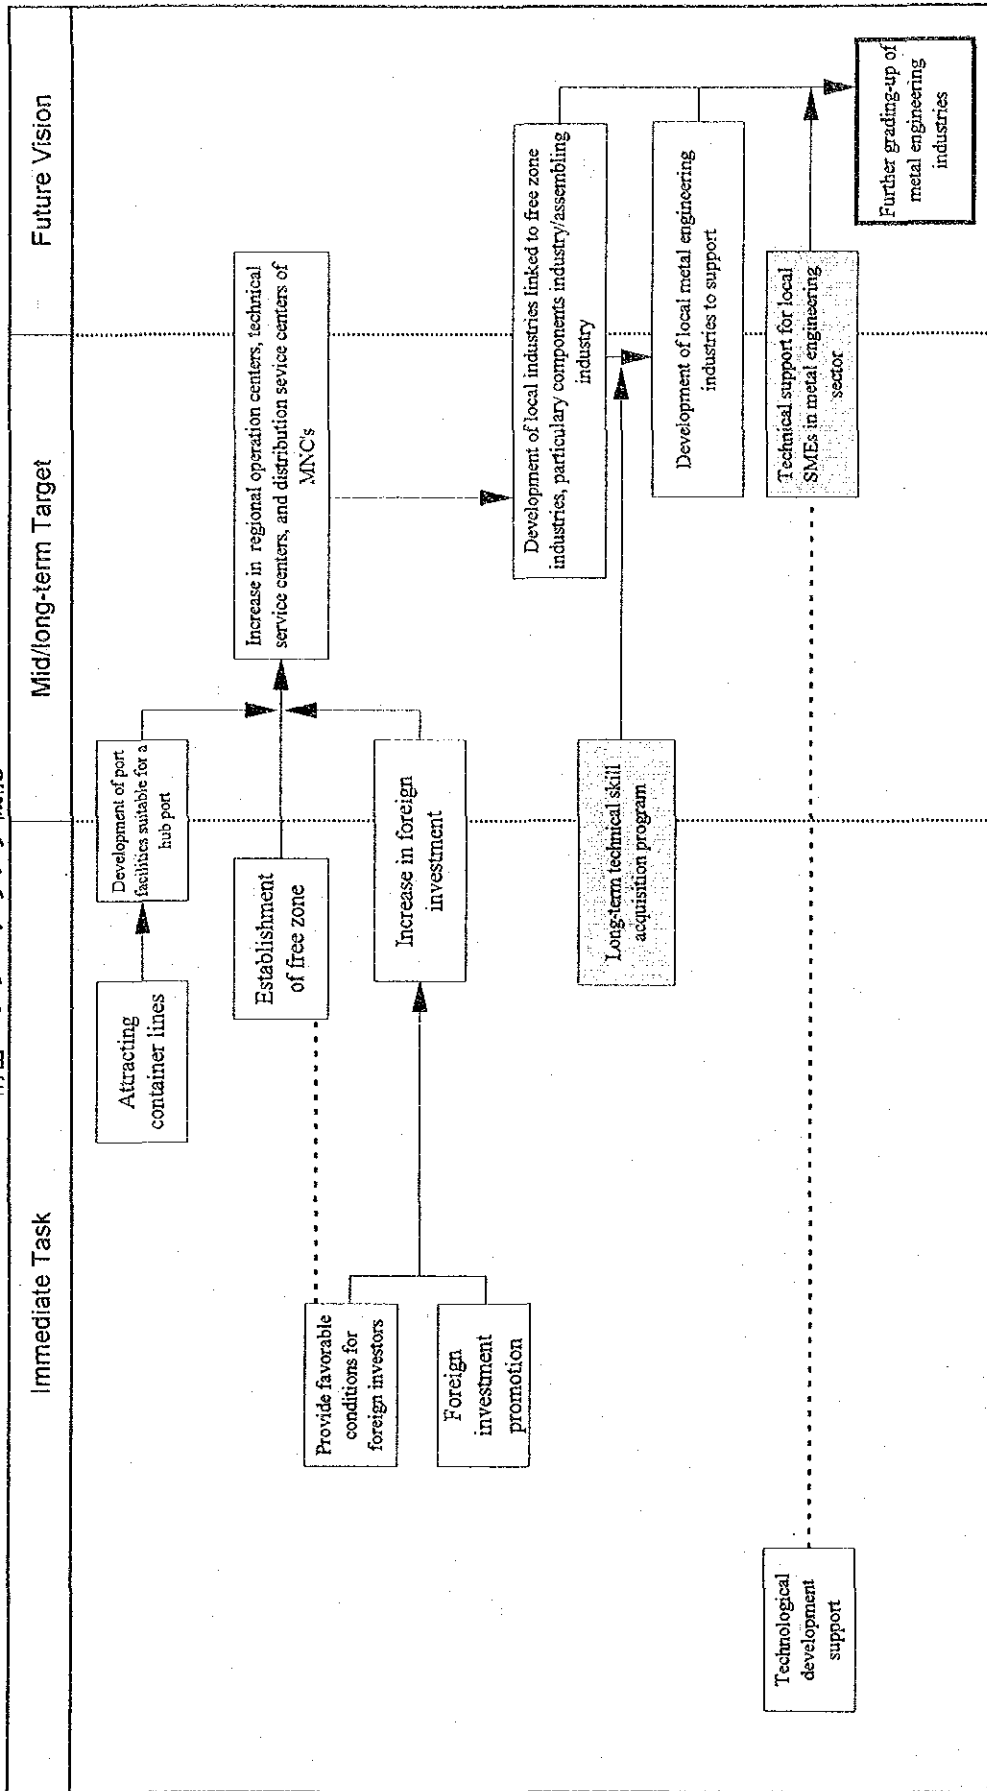 Immediate Task
Mid/long-term Target
Future Vision
Attracting
container lines
Development of port
facilities suitable for a
hub port
Establishment
of free zone
Increase in regional operation centers, technical
service centers, and distribution sevice centers of
MNC's
Provide favorable
conditions for
foreign investors
Increase in foreign
investment
Foreign
investment
promotion
Development of local industries linked to free zone
industries, particulary components industry/assembling
industry
Long-term technical skill
acquisition program
Development of local metal engineering
industries to support
Technological
development
support
Technical support for local
SMEs in metal engineering
sector
Further grading-up of
metal engineering
industries